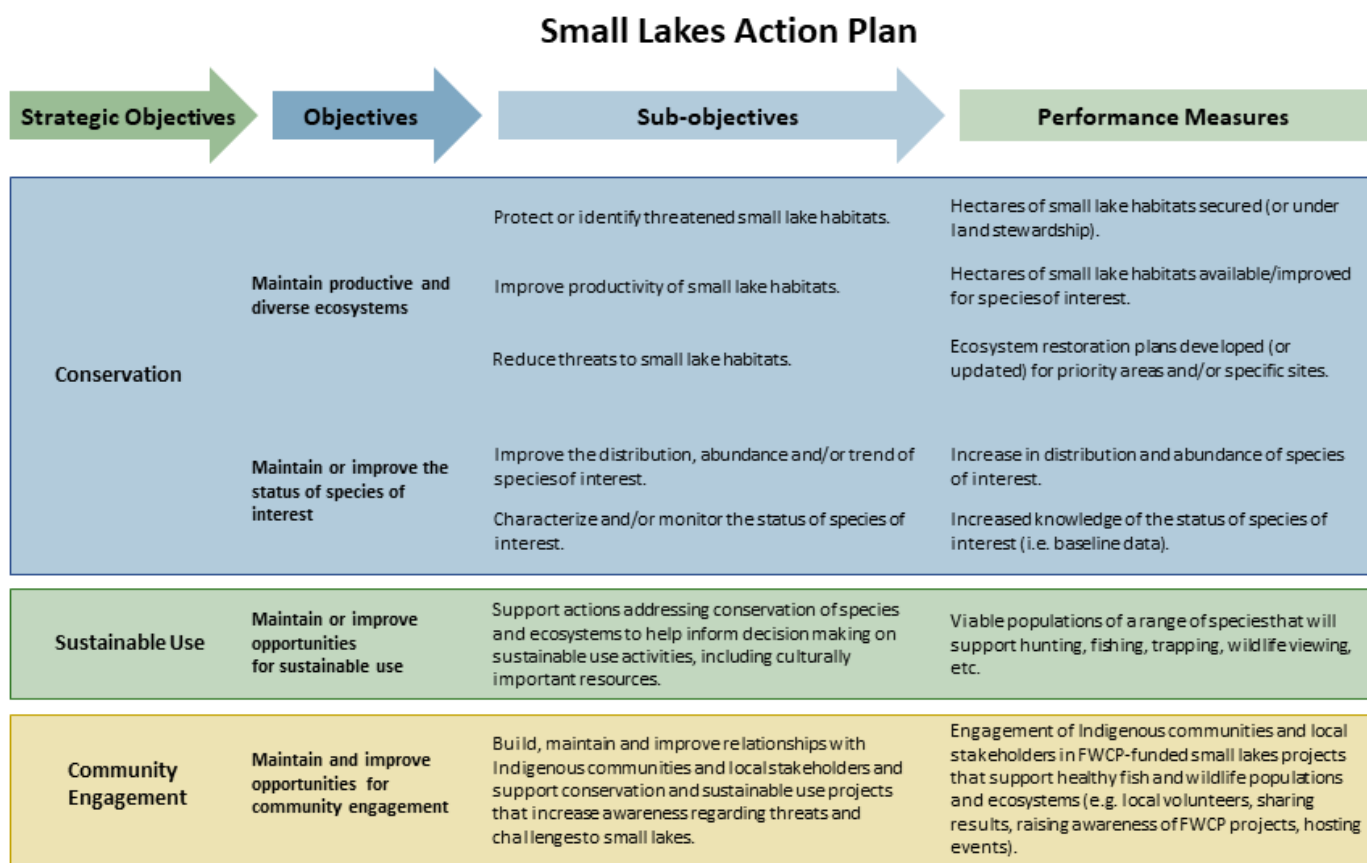 Small Lakes Action Plan
Strategic Objectives
Objectives
Sub-objectives
Performance Measures
Conservation
Maintain productive and
diverse ecosystems
Protect or identify threatened small lake habitats.
Hectares of small lake habitats secured (or under
land stewardship).
Improve productivity of small lake habitats.
Hectares of small lake habitats available/improved
for species of interest.
Reduce threats to small lake habitats.
Ecosystem restoration plans developed (or
updated) for priority areas and/or specific sites.
Maintain or improve the
status of species of
interest
Improve the distribution, abundance and/or trend of
species of interest.
Increase in distribution and abundance of species
of interest.
Characterize and/or monitor the status of species of
interest.
Increased knowledge of the status of species of
interest (i.e. baseline data).
Sustainable Use
Maintain or improve
opportunities
for sustainable use
Support actions addressing conservation of species
and ecosystems to help inform decision making on
sustainable use activities, including culturally
important resources.
Viable populations of a range of species that will
support hunting, fishing, trapping, wildlife viewing,
etc.
Community
Engagement
Maintain and improve
opportunities for
community engagement
Build, maintain and improve relationships with
Indigenous communities and local stakeholders and
support conservation and sustainable use projects
that increase awareness regarding threats and
challenges to small lakes.
Engagement of Indigenous communities and local
stakeholders in FWCP-funded small lakes projects
that support healthy fish and wildlife populations
and ecosystems (e.g. local volunteers, sharing
results, raising awareness of FWCP projects, hosting
events).